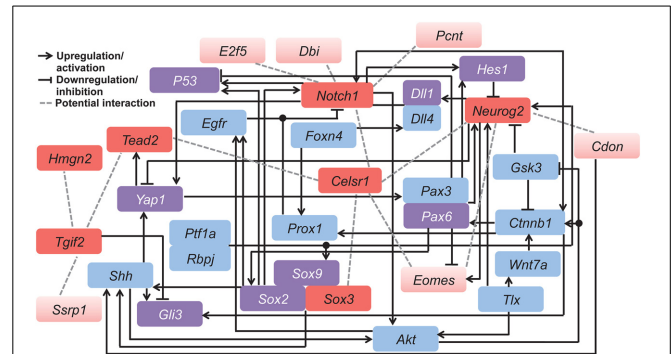 Upregulation/
activation
Downregulation/
inhibition
Potential interaction
E2f5
Dbi
Pcnt
P53
Notch1
Dll1
Hes1
Egfr
Foxn4
Dll4
Neurog2
Tead2
Hmgn2
Celsr1
Gsk3
Cdon
Yap1
Pax3
Pax6
Ptf1a
Rbpj
Prox1
Ctnnb1
Tgif2
Shh
Sox9
Eomes
Wnt7a
Sox2
Sox3
Tlx
Ssrp1
Gli3
Akt